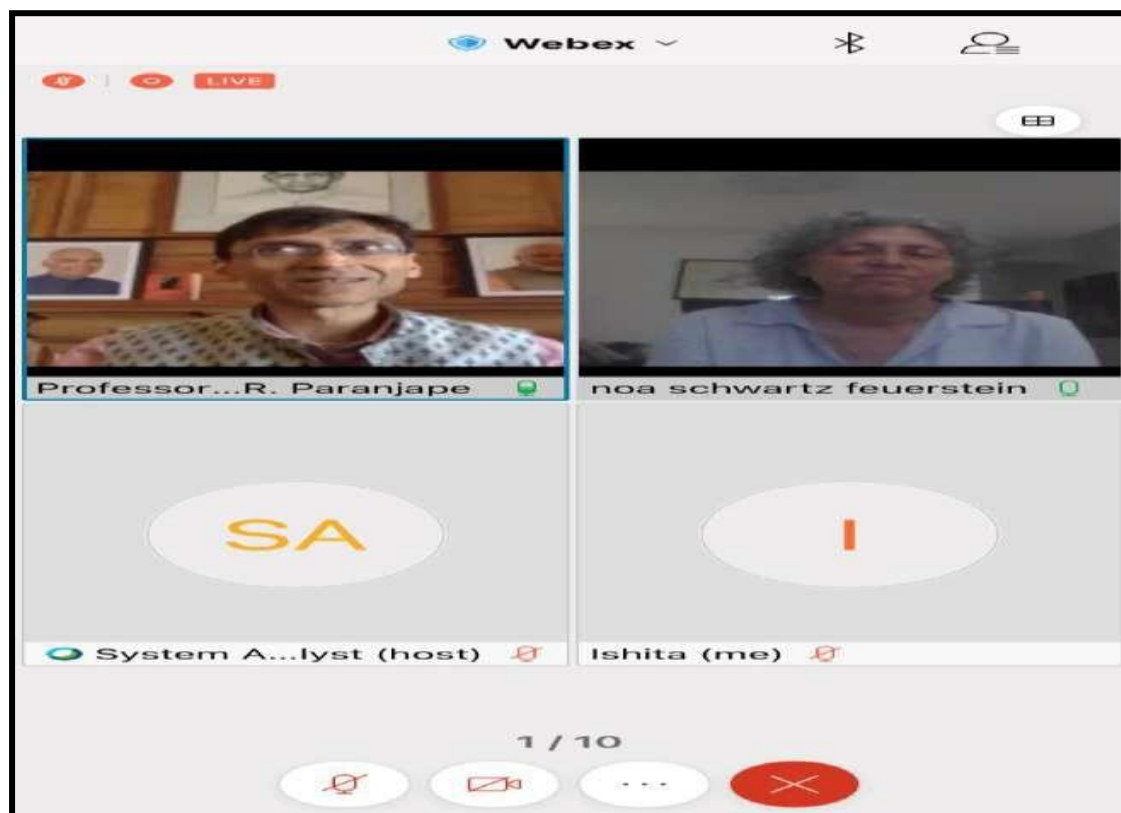 Webex
LIVE
Professor...R. Paranjape
noa schwartz feuerstein
SA
I
System A...lyst (host)
Ishita (me)
1 / 10